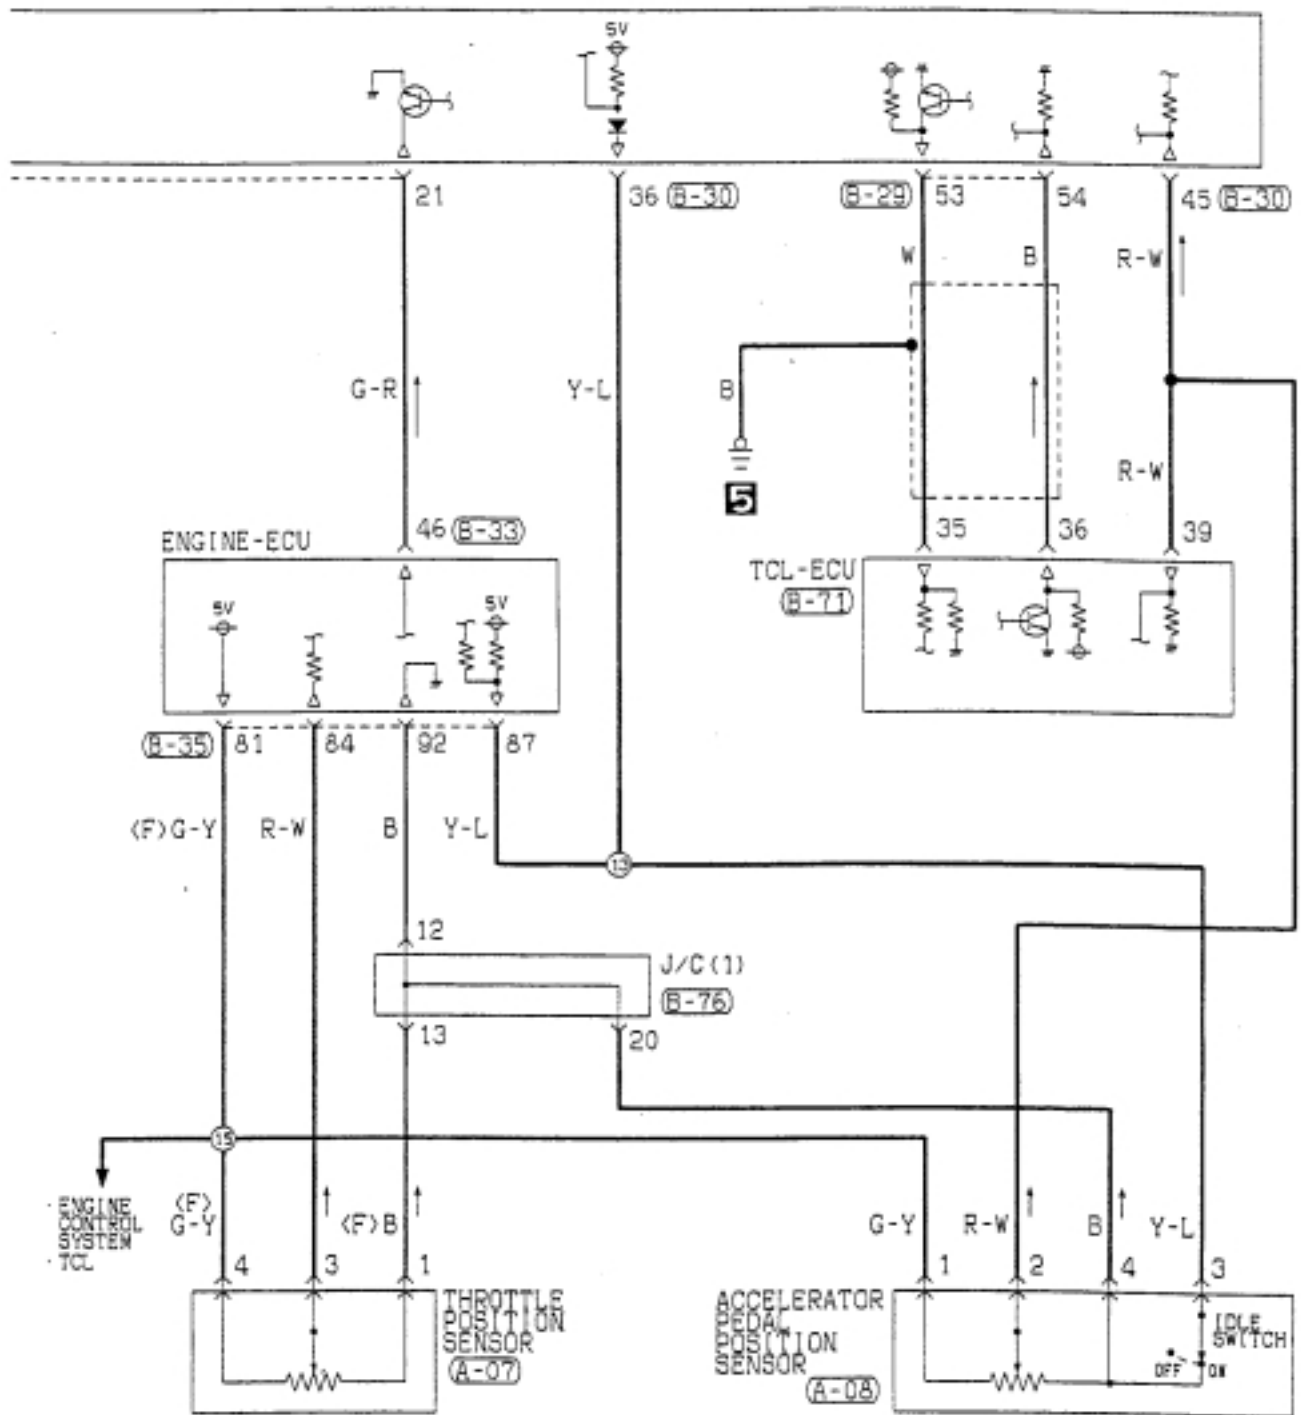 5V
21
36 (B-30)
(B-29) 53
54
45 (B-30)
W
B
R-W
G-R
Y-L
B
R-W
5
46 (B-33)
35
36
39
ENGINE-ECU
TCL-ECU
(B-71)
5V
5V
(B-35) 81
84
92
87
(F)G-Y
R-W
B
Y-L
13
12
J/C(1)
(B-76)
13
20
15
ENGINE
CONTROL
SYSTEM
·TCL
(F)
G-Y
(F)B
G-Y
R-W
B
Y-L
4
3
1
1
2
4
3
THROTTLE
POSITION
SENSOR
(A-07)
ACCELERATOR
PEDAL
POSITION
SENSOR
(A-08)
IDLE
SWITCH
OFF
ON